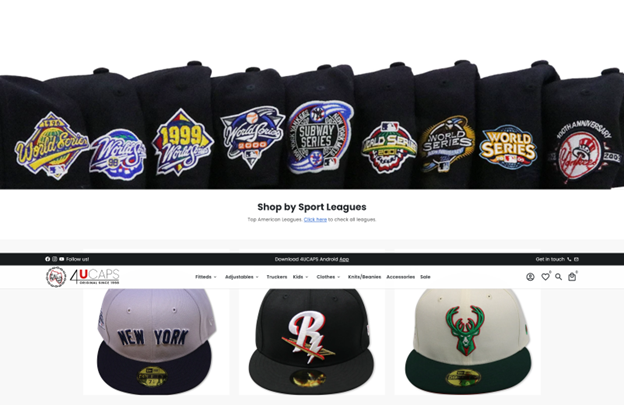 World Series
World Series
1999
World Series
World Series
2000
SUBWAY
SERIES
WORLD SERIES
WORLD
SERIES
WORLD
SERIES
100TH ANNIVERSARY
Yankees
Shop by Sport Leagues
Top American Leagues. Click here to check all leagues.
Follow us!
Download 4UCAPS Android App
Get in touch
4UCAPS
ORIGINAL SINCE 1990
Fitteds
Adjustables
Truckers
Kids
Clothes
Knits/Beanies
Accessories
Sale
NEW YORK
R